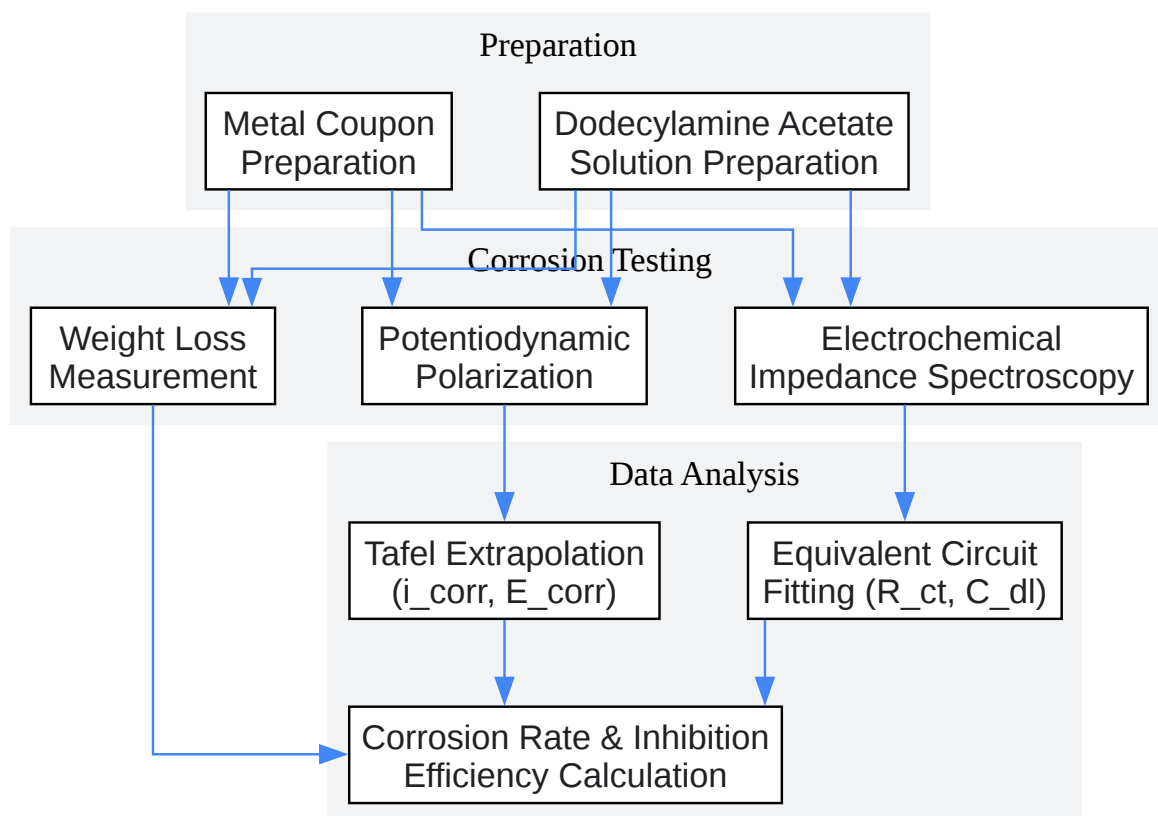 Preparation
Metal Coupon
Preparation
Dodecylamine Acetate
Solution Preparation
Corrosion Testing
Weight Loss
Measurement
Potentiodynamic
Polarization
Electrochemical
Impedance Spectroscopy
Data Analysis
Tafel Extrapolation
(i_corr, E_corr)
Equivalent Circuit
Fitting (R_ct, C_dl)
Corrosion Rate & Inhibition
Efficiency Calculation